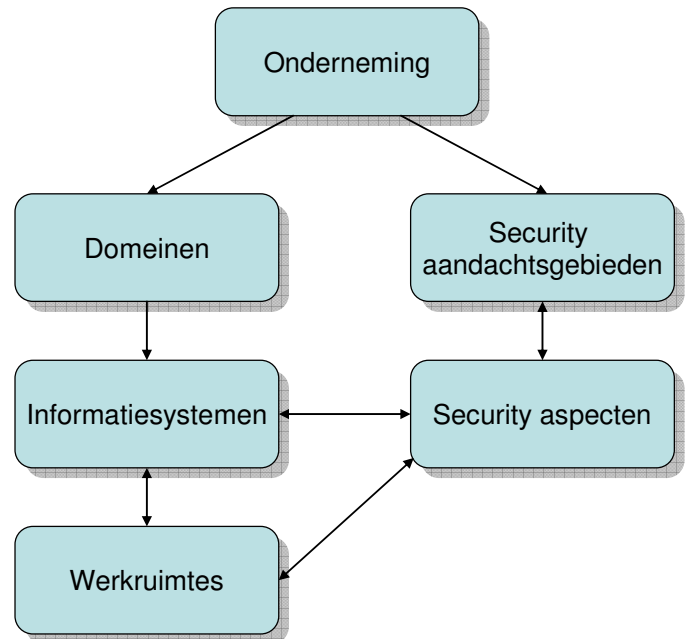 Onderneming
Domeinen
Security
aandachtsgebieden
Informatiesystemen
Security aspecten
Werkruimtes